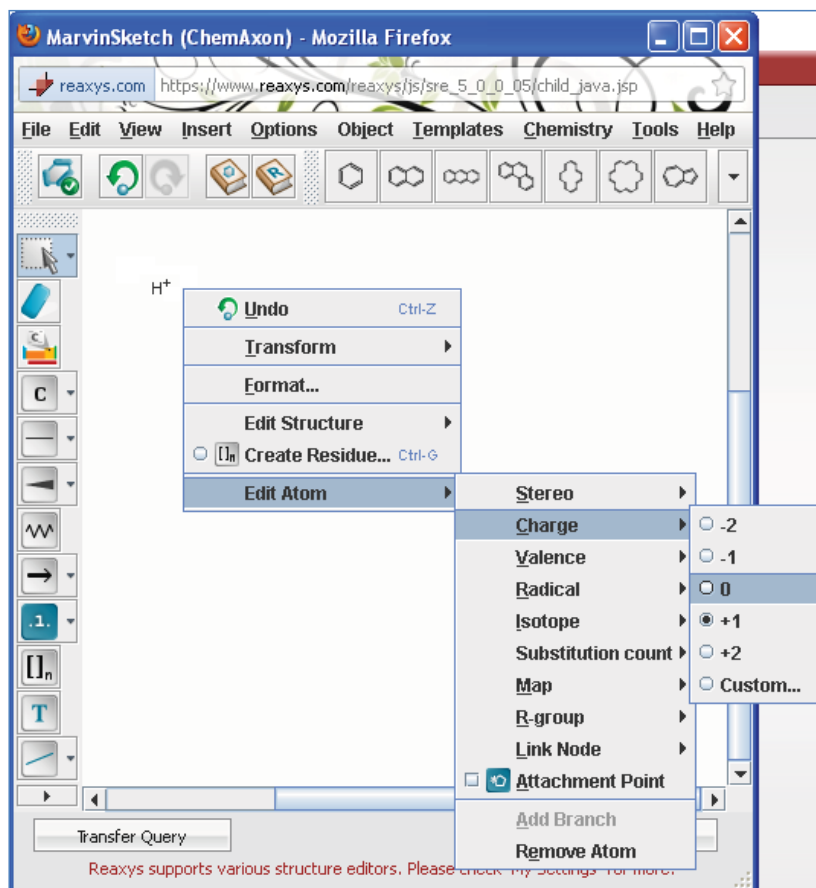 MarvinSketch (ChemAxon) - Mozilla Firefox
reaxys.com https://www.reaxys.com/reaxys/js/sre_5_0_0_05/child_java.jsp
File Edit View Insert Options Object Templates Chemistry Tools Help
R
H+
Undo Ctrl-Z
Transform
Format...
Edit Structure
[]n Create Residue... Ctrl-G
Edit Atom
Stereo
Charge
Valence
Radical
Isotope
Substitution count
Map
R-group
Link Node
Attachment Point
Add Branch
Remove Atom
-2
-1
0
+1
+2
Custom...
C
C
.1.
[]n
T
Transfer Query
Reaxys supports various structure editors. Please check "My Settings" for more.